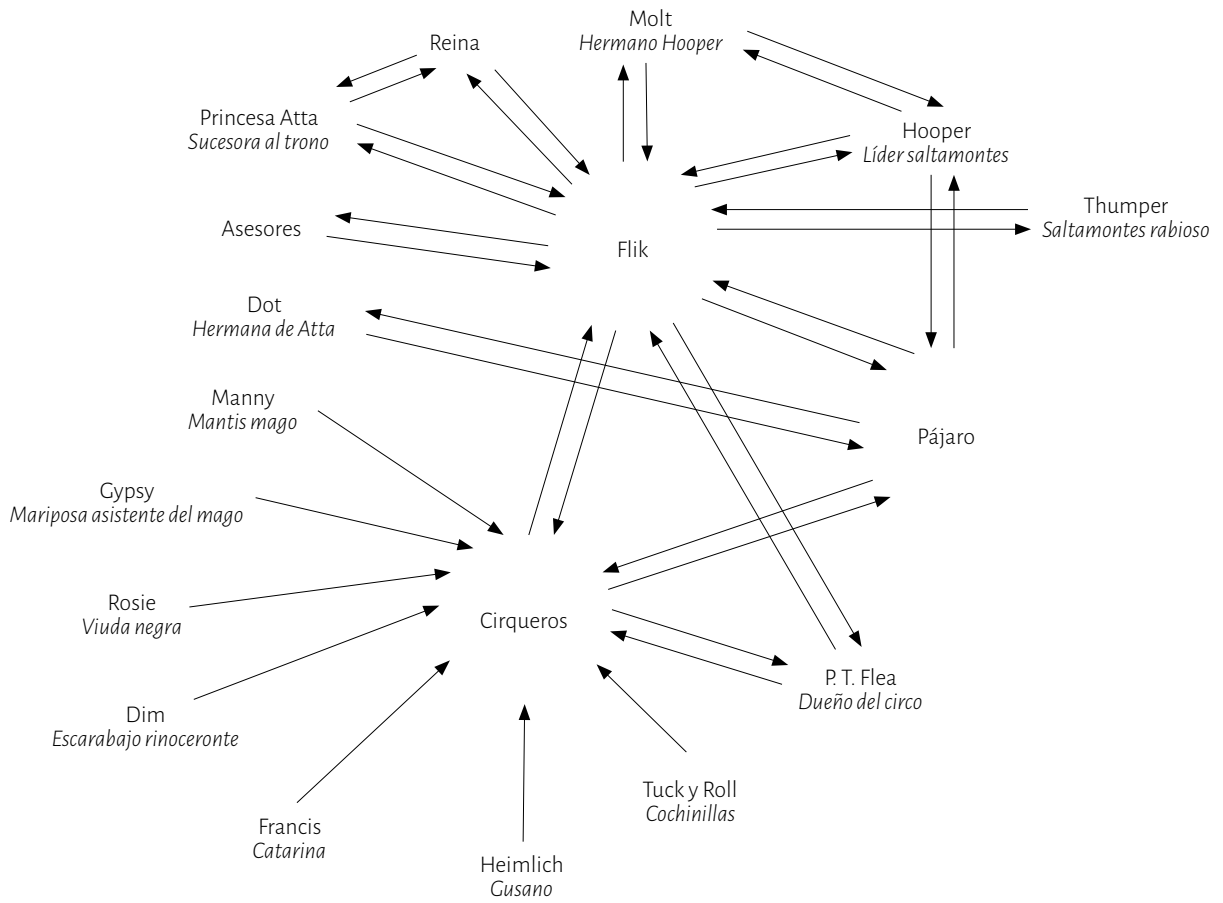 Molt
Hermano Hooper
Reina
Princesa Atta
Sucesora al trono
Hooper
Líder saltamontes
Thumper
Saltamontes rabioso
Asesores
Flik
Dot
Hermana de Atta
Manny
Mantis mago
Pájaro
Gypsy
Mariposa asistente del mago
Rosie
Viuda negra
Cirqueros
P. T. Flea
Dueño del circo
Dim
Escarabajo rinoceronte
Tuck y Roll
Cochinillas
Francis
Catarina
Heimlich
Gusano